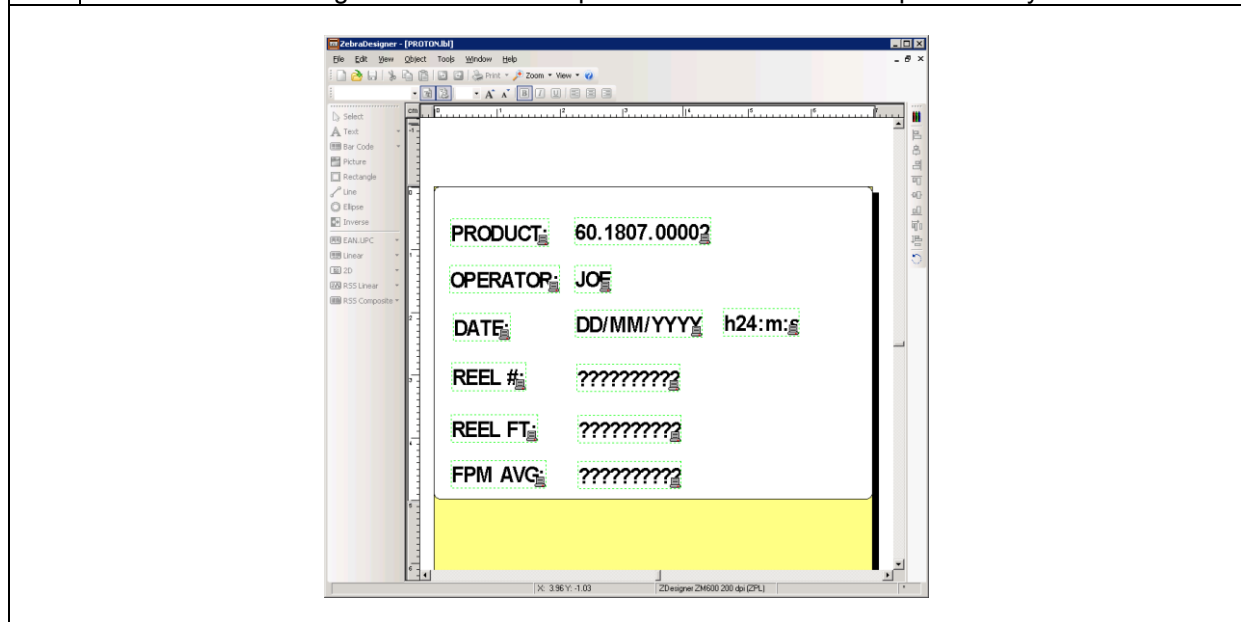 ZebraDesigner - [PROTON.lbl]
File Edit View Object Tools Window Help
Print Zoom View
Select
Text
Bar Code
Picture
Rectangle
Line
Ellipse
Inverse
EAN.UPC
Linear
2D
RSS Linear
RSS Composite
cm
PRODUCT: 60.1807.00002
OPERATOR: JOE
DATE: DD/MM/YYYY h24:m:s
REEL #: ??????????
REEL FT: ??????????
FPM AVG: ??????????
X: 3.96 Y: -1.03 ZDesigner ZM600 200 dpi (ZPL)